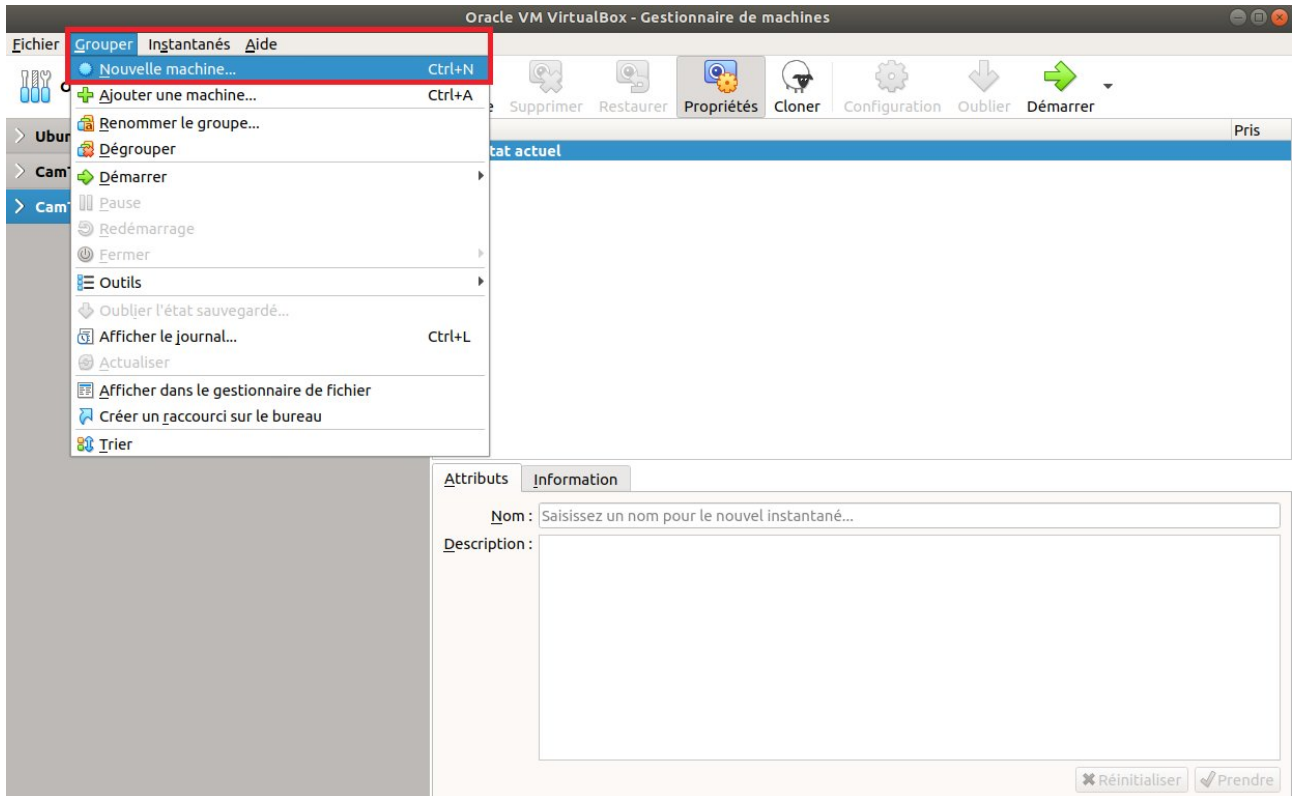 Oracle VM VirtualBox - Gestionnaire de machines
Fichier Grouper Instantanés Aide
Nouvelle machine... Ctrl+N
Ajouter une machine... Ctrl+A
Renommer le groupe...
Dégrouper
Démarrer
Pause
Redémarrage
Fermer
Outils
Oublier l'état sauvegardé...
Afficher le journal... Ctrl+L
Actualiser
Afficher dans le gestionnaire de fichier
Créer un raccourci sur le bureau
Trier
Supprimer Restaurer Propriétés Cloner Configuration Oublier Démarrer
Pris
tat actuel
Ubur
Cam
Cam
Attributs Information
Nom : Saisissez un nom pour le nouvel instantané...
Description :
Réinitialiser Prendre